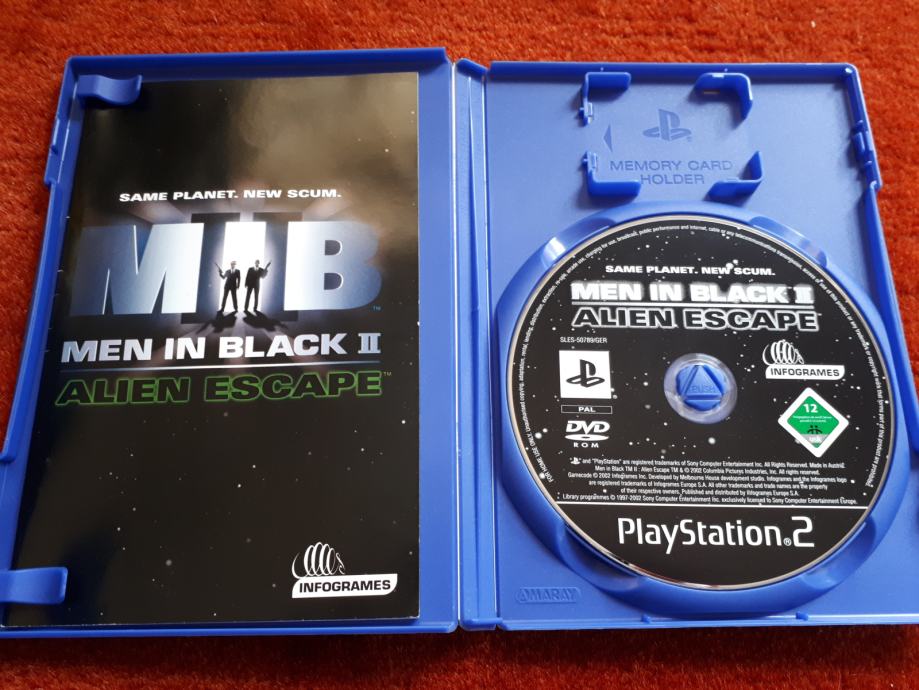 SAME PLANET. NEW SCUM.
MIIB™
MEN IN BLACK II
ALIEN ESCAPE™
INFOGRAMES
MEMORY CARD
HOLDER
SAME PLANET. NEW SCUM.
MEN IN BLACK II
ALIEN ESCAPE™
SLES-50789/GER
INFOGRAMES
PUSH
PAL
DVD
ROM
12
usk
and "PlayStation" are registered trademarks of Sony Computer Entertainment Inc. All Rights Reserved. Made in Austria.
Men in Black TM II : Alien Escape TM & © 2002 Columbia Pictures Industries, Inc. All rights reserved.
Gamecode © 2002 Infogrames Inc. Developed by Melbourne House development studio. Infogrames and the Infogrames logo
are registered trademarks of Infogrames Europe S.A. All other trademarks and trade names are the property
of their respective owners. Published and distributed by Infogrames Europe S.A.
Library programmes © 1997-2002 Sony Computer Entertainment Inc. exclusively licensed to Sony Computer Entertainment Europe.
PlayStation®2
AMARAY